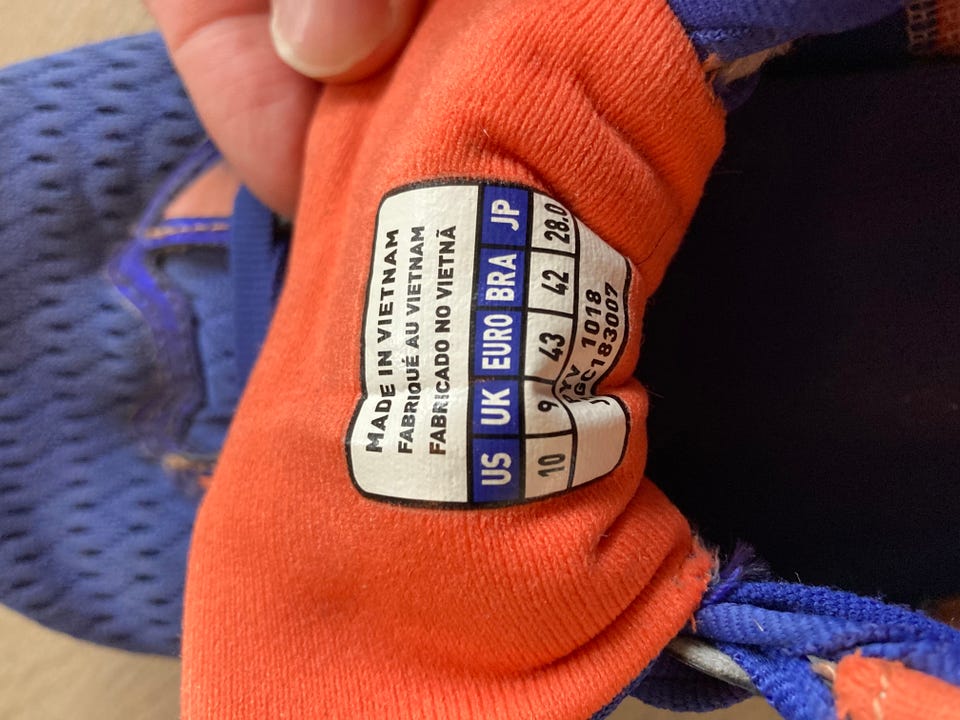 MADE IN VIETNAM
FABRIQUÉ AU VIETNAM
FABRICADO NO VIETNÃ
US UK EURO BRA JP
10 9 43 42 28.0
1018